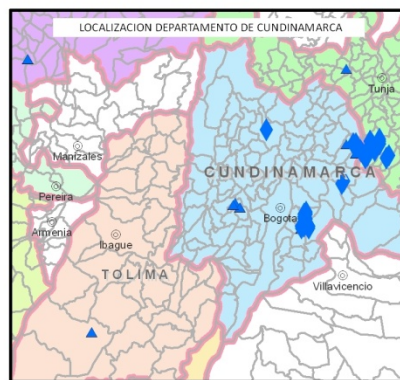 LOCALIZACION DEPARTAMENTO DE CUNDINAMARCA
Tunja
Manizales
CUNDINAMARCA
Pereira
Bogota
Armenia
Ibague
TOLIMA
Villavicencio